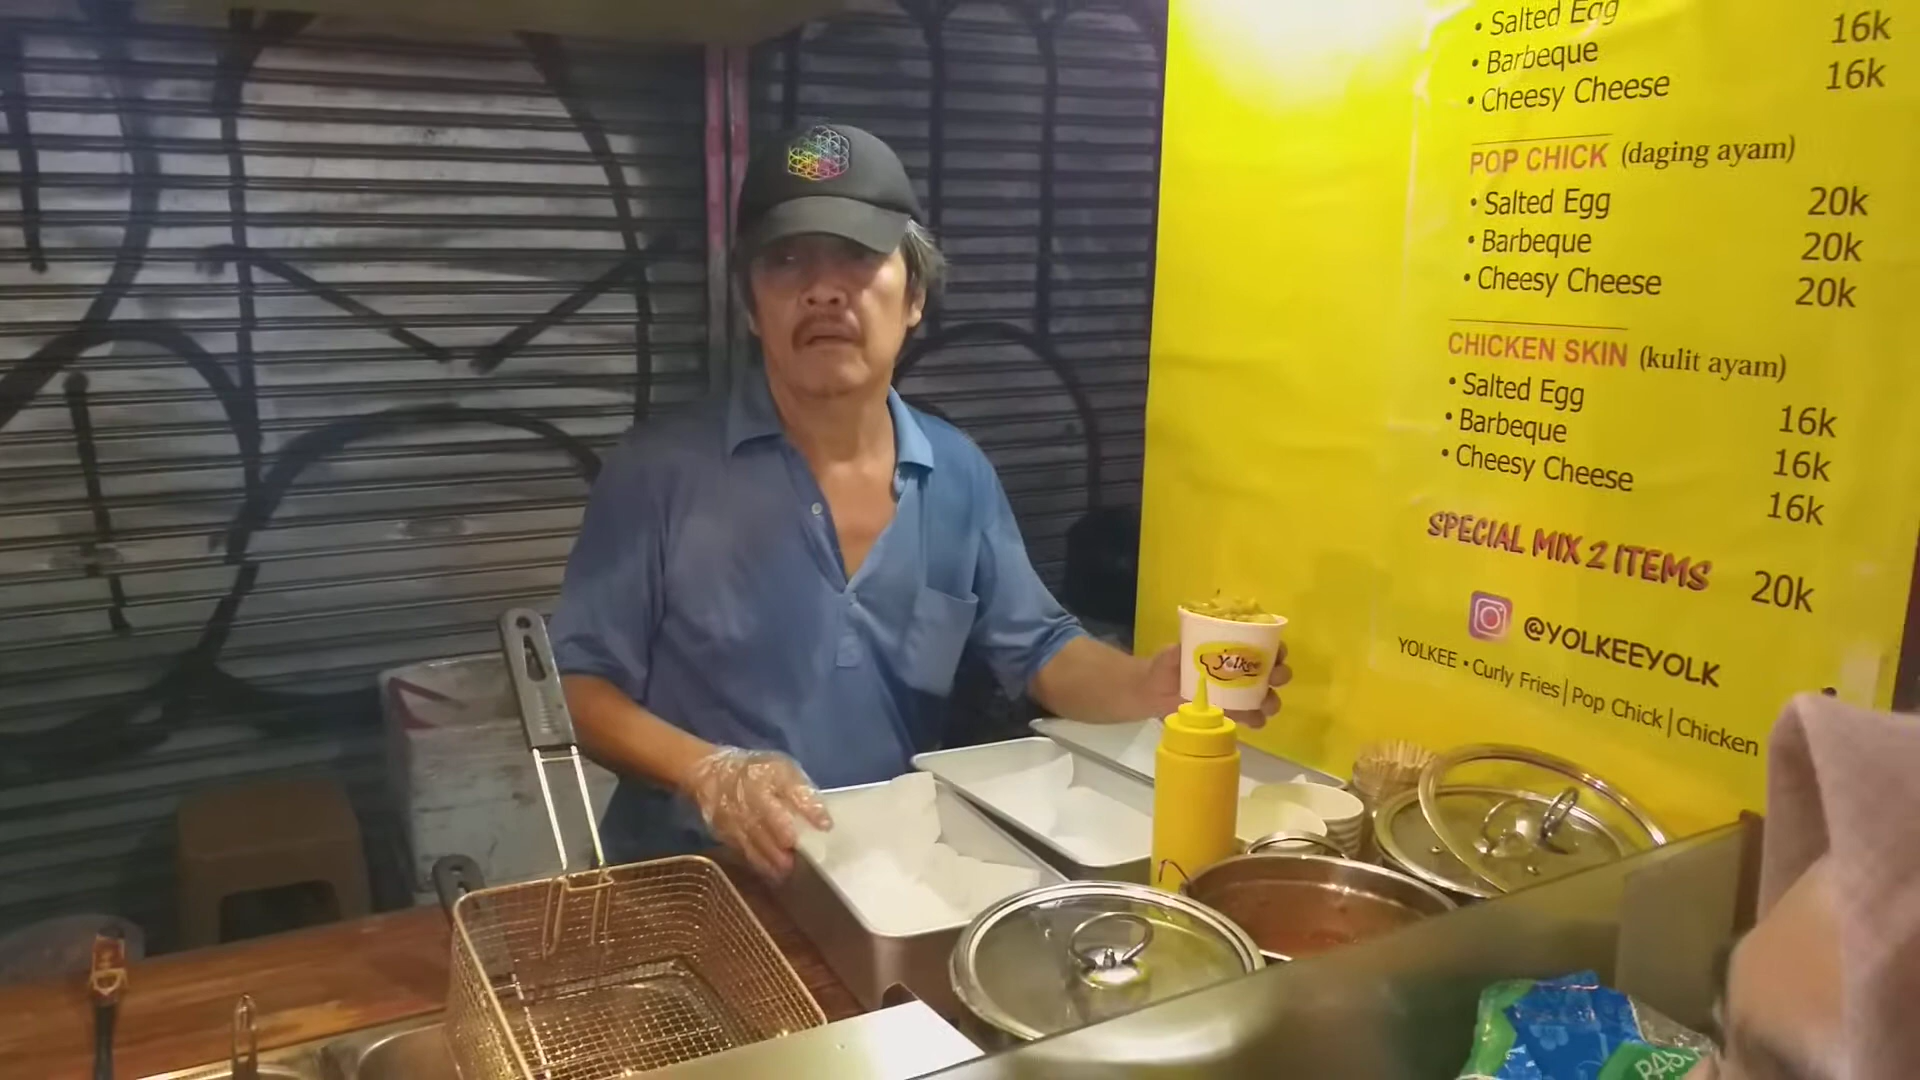 • Salted Egg 16k
• Barbeque 16k
• Cheesy Cheese
POP CHICK (daging ayam)
• Salted Egg 20k
• Barbeque 20k
• Cheesy Cheese 20k
CHICKEN SKIN (kulit ayam)
• Salted Egg 16k
• Barbeque 16k
• Cheesy Cheese 16k
SPECIAL MIX 2 ITEMS 20k
@YOLKEEYOLK
YOLKEE • Curly Fries | Pop Chick | Chicken
Yolkee